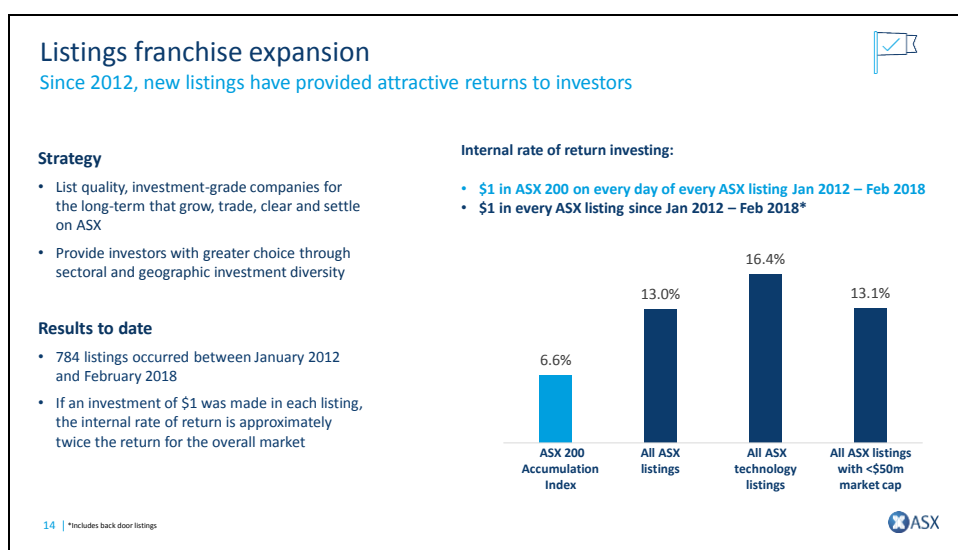 Listings franchise expansion
Since 2012, new listings have provided attractive returns to investors
Strategy
• List quality, investment-grade companies for
the long-term that grow, trade, clear and settle
on ASX
• Provide investors with greater choice through
sectoral and geographic investment diversity
Results to date
• 784 listings occurred between January 2012
and February 2018
• If an investment of $1 was made in each listing,
the internal rate of return is approximately
twice the return for the overall market
Internal rate of return investing:
• $1 in ASX 200 on every day of every ASX listing Jan 2012 – Feb 2018
• $1 in every ASX listing since Jan 2012 – Feb 2018*
6.6%
13.0%
16.4%
13.1%
ASX 200
Accumulation
Index
All ASX
listings
All ASX
technology
listings
All ASX listings
with <$50m
market cap
14 | *Includes back door listings
ASX